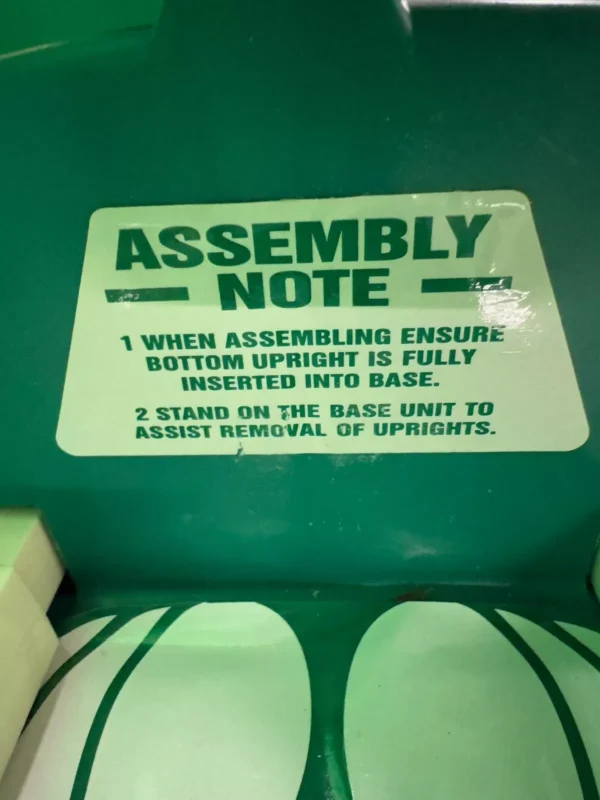 ASSEMBLY
NOTE
1 WHEN ASSEMBLING ENSURE
BOTTOM UPRIGHT IS FULLY
INSERTED INTO BASE.
2 STAND ON THE BASE UNIT TO
ASSIST REMOVAL OF UPRIGHTS.